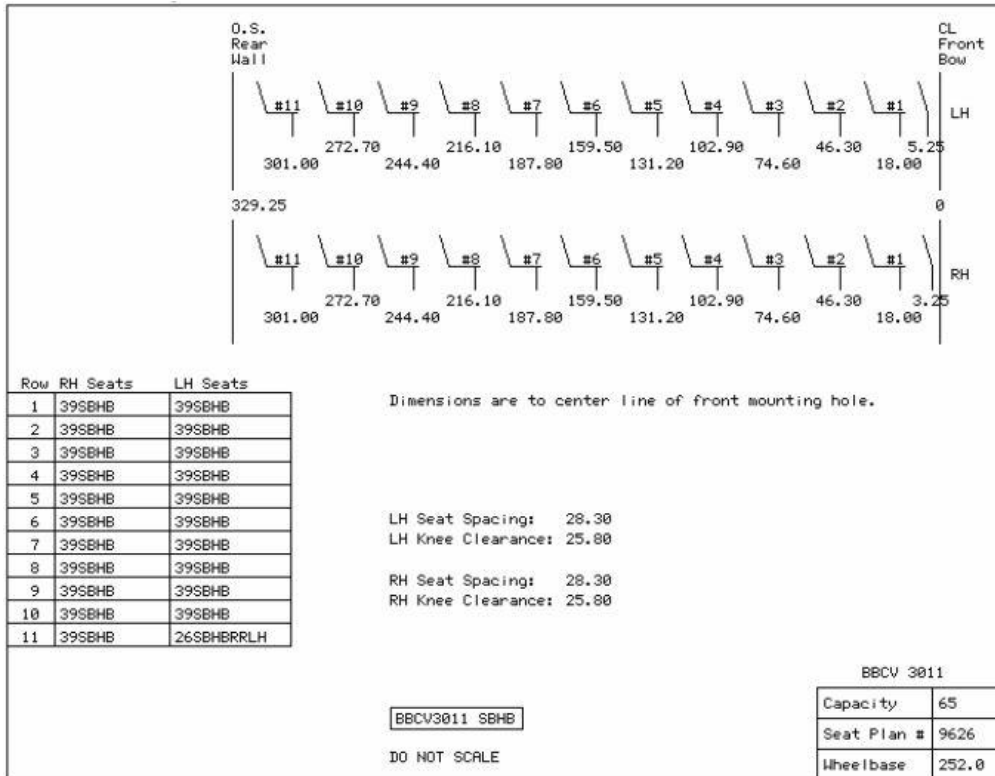 O.S.
Rear
Wall
CL
Front
Bow
#11 #10 #9 #8 #7 #6 #5 #4 #3 #2 #1 LH
272.70 216.10 159.50 102.90 46.30 5.25
301.00 244.40 187.80 131.20 74.60 18.00
329.25 0
#11 #10 #9 #8 #7 #6 #5 #4 #3 #2 #1 RH
272.70 216.10 159.50 102.90 46.30 3.25
301.00 244.40 187.80 131.20 74.60 18.00
Row RH Seats LH Seats
1 39SBHB 39SBHB
2 39SBHB 39SBHB
3 39SBHB 39SBHB
4 39SBHB 39SBHB
5 39SBHB 39SBHB
6 39SBHB 39SBHB
7 39SBHB 39SBHB
8 39SBHB 39SBHB
9 39SBHB 39SBHB
10 39SBHB 39SBHB
11 39SBHB 26SBHBRRLH
Dimensions are to center line of front mounting hole.
LH Seat Spacing: 28.30
LH Knee Clearance: 25.80
RH Seat Spacing: 28.30
RH Knee Clearance: 25.80
BBCV3011 SBHB
DO NOT SCALE
BBCV 3011
Capacity 65
Seat Plan # 9626
Wheelbase 252.0